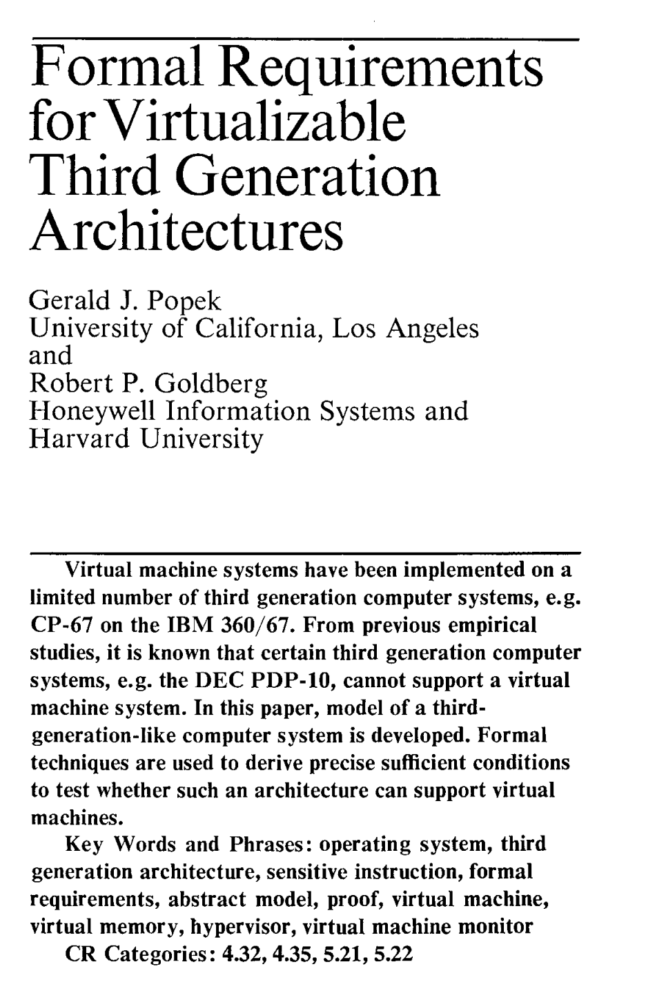 Formal Requirements
for Virtualizable
Third Generation
Architectures
Gerald J. Popek
University of California, Los Angeles
and
Robert P. Goldberg
Honeywell Information Systems and
Harvard University
Virtual machine systems have been implemented on a
limited number of third generation computer systems, e.g.
CP-67 on the IBM 360/67. From previous empirical
studies, it is known that certain third generation computer
systems, e.g. the DEC PDP-10, cannot support a virtual
machine system. In this paper, model of a third-
generation-like computer system is developed. Formal
techniques are used to derive precise sufficient conditions
to test whether such an architecture can support virtual
machines.
Key Words and Phrases: operating system, third
generation architecture, sensitive instruction, formal
requirements, abstract model, proof, virtual machine,
virtual memory, hypervisor, virtual machine monitor
CR Categories: 4.32, 4.35, 5.21, 5.22